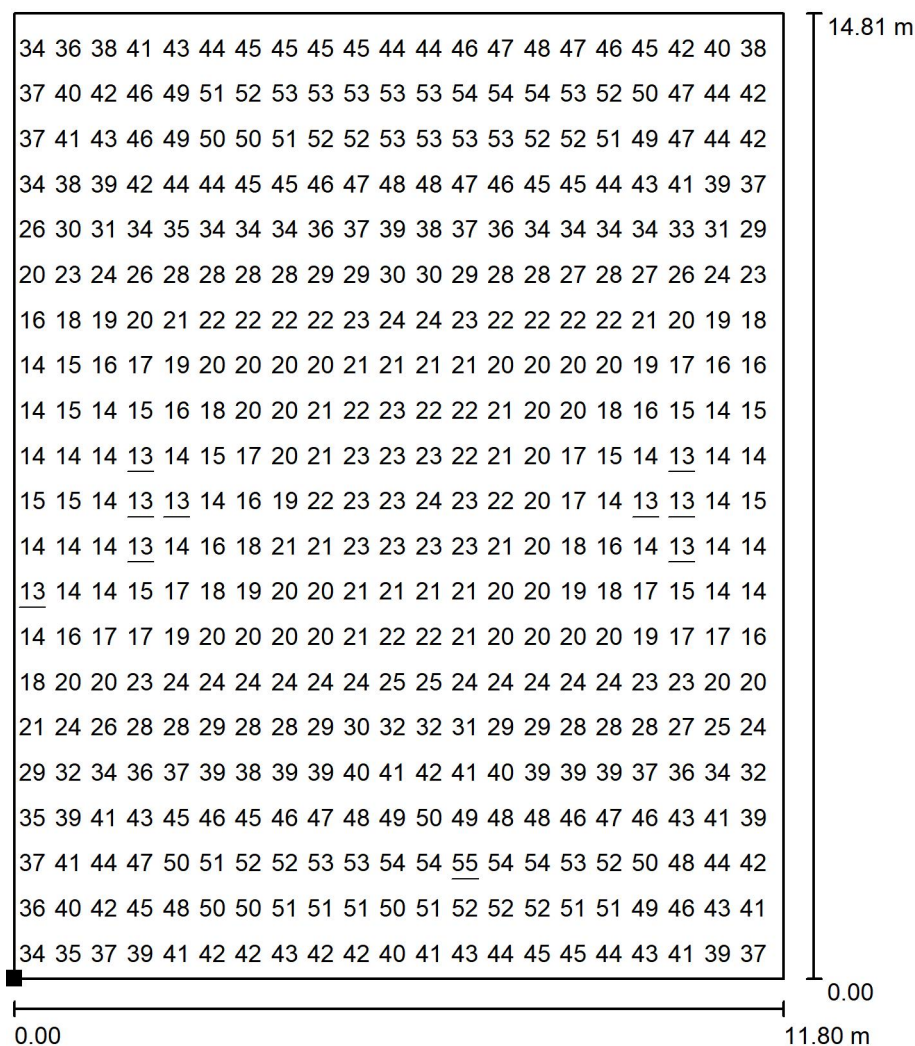 34 36 38 41 43 44 45 45 45 45 44 44 46 47 48 47 46 45 42 40 38
14.81 m
37 40 42 46 49 51 52 53 53 53 53 53 54 54 54 53 52 50 47 44 42
37 41 43 46 49 50 50 51 52 52 53 53 53 53 52 52 51 49 47 44 42
34 38 39 42 44 44 45 45 46 47 48 48 47 46 45 45 44 43 41 39 37
26 30 31 34 35 34 34 34 36 37 39 38 37 36 34 34 34 34 33 31 29
20 23 24 26 28 28 28 28 29 29 30 30 29 28 28 27 28 27 26 24 23
16 18 19 20 21 22 22 22 22 23 24 24 23 22 22 22 22 21 20 19 18
14 15 16 17 19 20 20 20 20 21 21 21 21 20 20 20 20 19 17 16 16
14 15 14 15 16 18 20 20 21 22 23 22 22 21 20 20 18 16 15 14 15
14 14 14 13 14 15 17 20 21 23 23 23 22 21 20 17 15 14 13 14 14
15 15 14 13 13 14 16 19 22 23 23 24 23 22 20 17 14 13 13 14 15
14 14 14 13 14 16 18 21 21 23 23 23 23 21 20 18 16 14 13 14 14
13 14 14 15 17 18 19 20 20 21 21 21 21 20 20 19 18 17 15 14 14
14 16 17 17 19 20 20 20 20 21 22 22 21 20 20 20 20 19 17 17 16
18 20 20 23 24 24 24 24 24 24 25 25 24 24 24 24 24 23 23 20 20
21 24 26 28 28 29 28 28 29 30 32 32 31 29 29 28 28 28 27 25 24
29 32 34 36 37 39 38 39 39 40 41 42 41 40 39 39 39 37 36 34 32
35 39 41 43 45 46 45 46 47 48 49 50 49 48 48 46 47 46 43 41 39
37 41 44 47 50 51 52 52 53 53 54 54 55 54 54 53 52 50 48 44 42
36 40 42 45 48 50 50 51 51 51 50 51 52 52 52 51 51 49 46 43 41
34 35 37 39 41 42 42 43 42 42 40 41 43 44 45 45 44 43 41 39 37
0.00
0.00 11.80 m